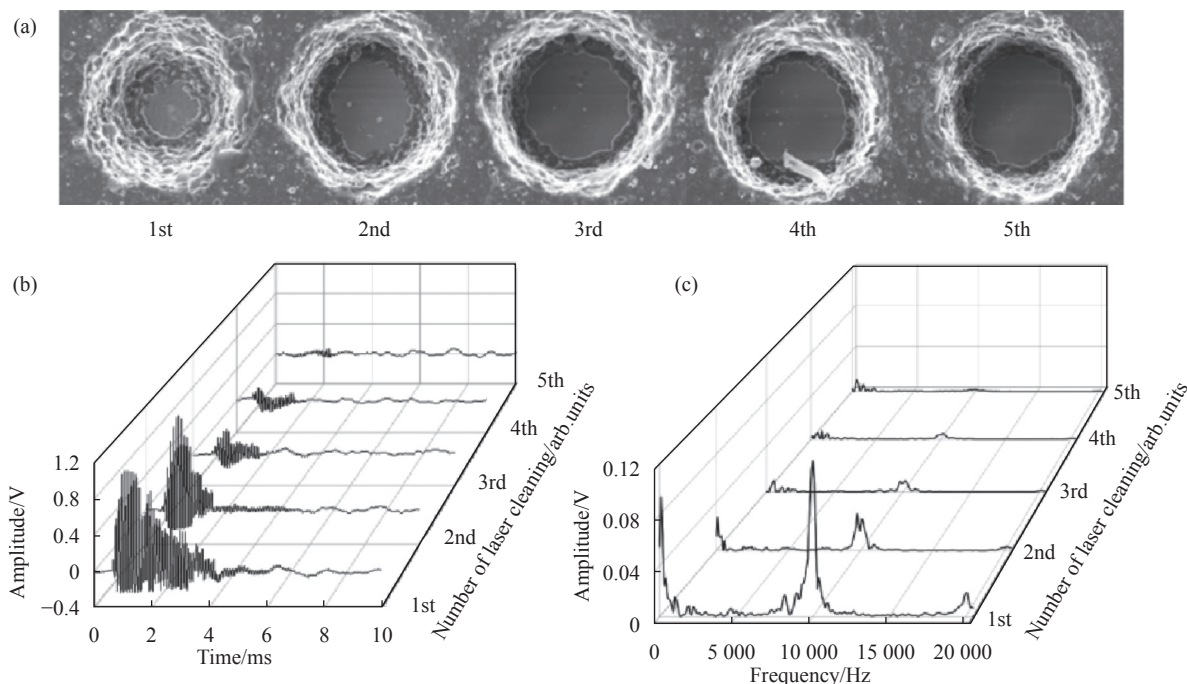 (a)
1st 2nd 3rd 4th 5th
(b)
1.2
0.8
0.4
0
−0.4
Amplitude/V
0 2 4 6 8 10
Time/ms
1st
2nd
3rd
4th
5th
Number of laser cleaning/arb.units
(c)
0.12
0.08
0.04
0
Amplitude/V
0 5 000 10 000 15 000 20 000
Frequency/Hz
1st
2nd
3rd
4th
5th
Number of laser cleaning/arb.units